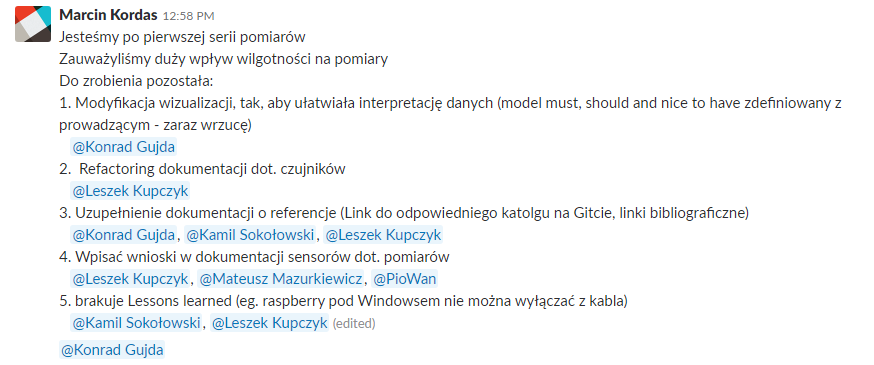 Marcin Kordas 12:58 PM
Jesteśmy po pierwszej serii pomiarów
Zauważyliśmy duży wpływ wilgotności na pomiary
Do zrobienia pozostała:
1. Modyfikacja wizualizacji, tak, aby ułatwiała interpretację danych (model must, should and nice to have zdefiniowany z
prowadzącym - zaraz wrzucę)
@Konrad Gujda
2. Refactoring dokumentacji dot. czujników
@Leszek Kupczyk
3. Uzupełnienie dokumentacji o referencje (Link do odpowiedniego katolgu na Gitcie, linki bibliograficzne)
@Konrad Gujda, @Kamil Sokołowski, @Leszek Kupczyk
4. Wpisać wnioski w dokumentacji sensorów dot. pomiarów
@Leszek Kupczyk, @Mateusz Mazurkiewicz, @PioWan
5. brakuje Lessons learned (eg. raspberry pod Windowsem nie można wyłączać z kabla)
@Kamil Sokołowski, @Leszek Kupczyk (edited)
@Konrad Gujda